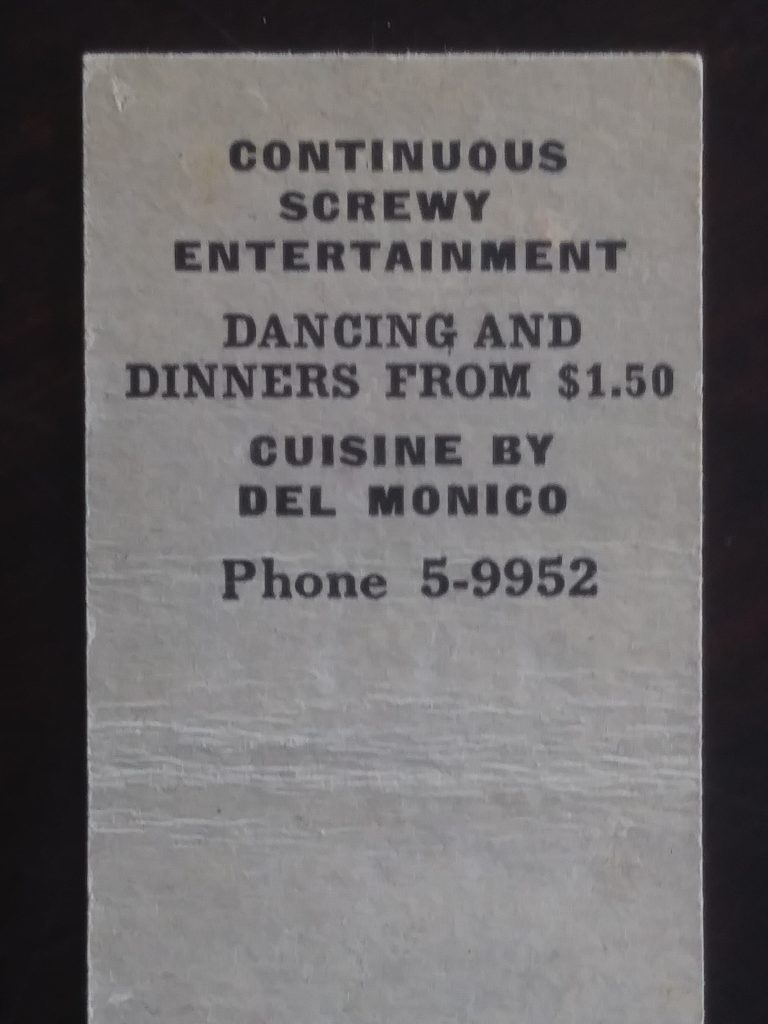 CONTINUOUS
SCREWY
ENTERTAINMENT
DANCING AND
DINNERS FROM $1.50
CUISINE BY
DEL MONICO
Phone 5-9952